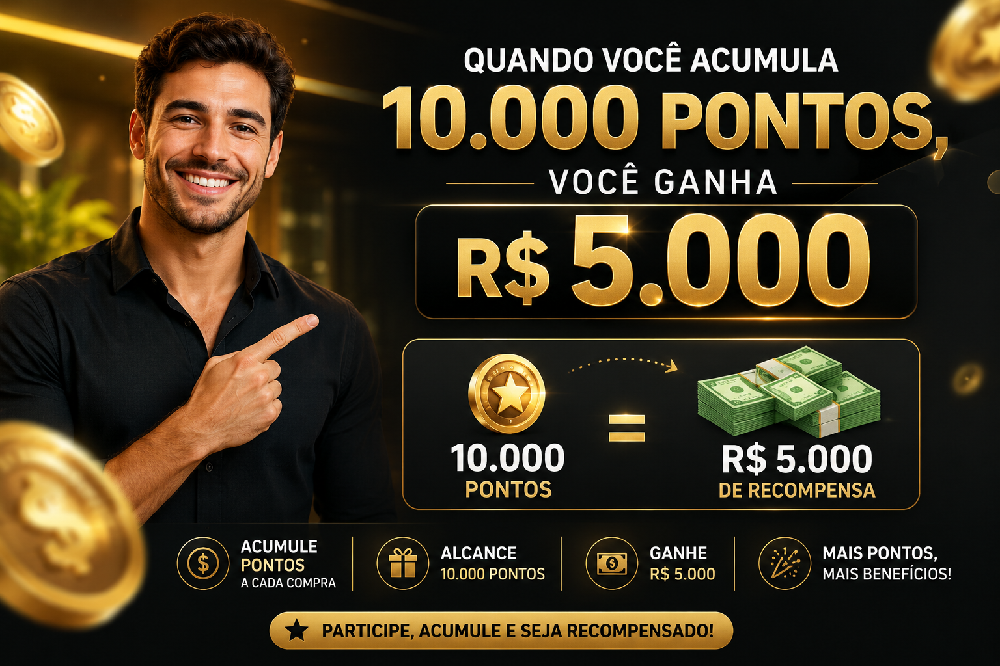 QUANDO VOCÊ ACUMULA
10.000 PONTOS,
VOCÊ GANHA
R$ 5.000
10.000
PONTOS
=
R$ 5.000
DE RECOMPENSA
ACUMULE
PONTOS
A CADA COMPRA
ALCANCE
10.000 PONTOS
GANHE
R$ 5.000
MAIS PONTOS,
MAIS BENEFÍCIOS!
PARTICIPE, ACUMULE E SEJA RECOMPENSADO!